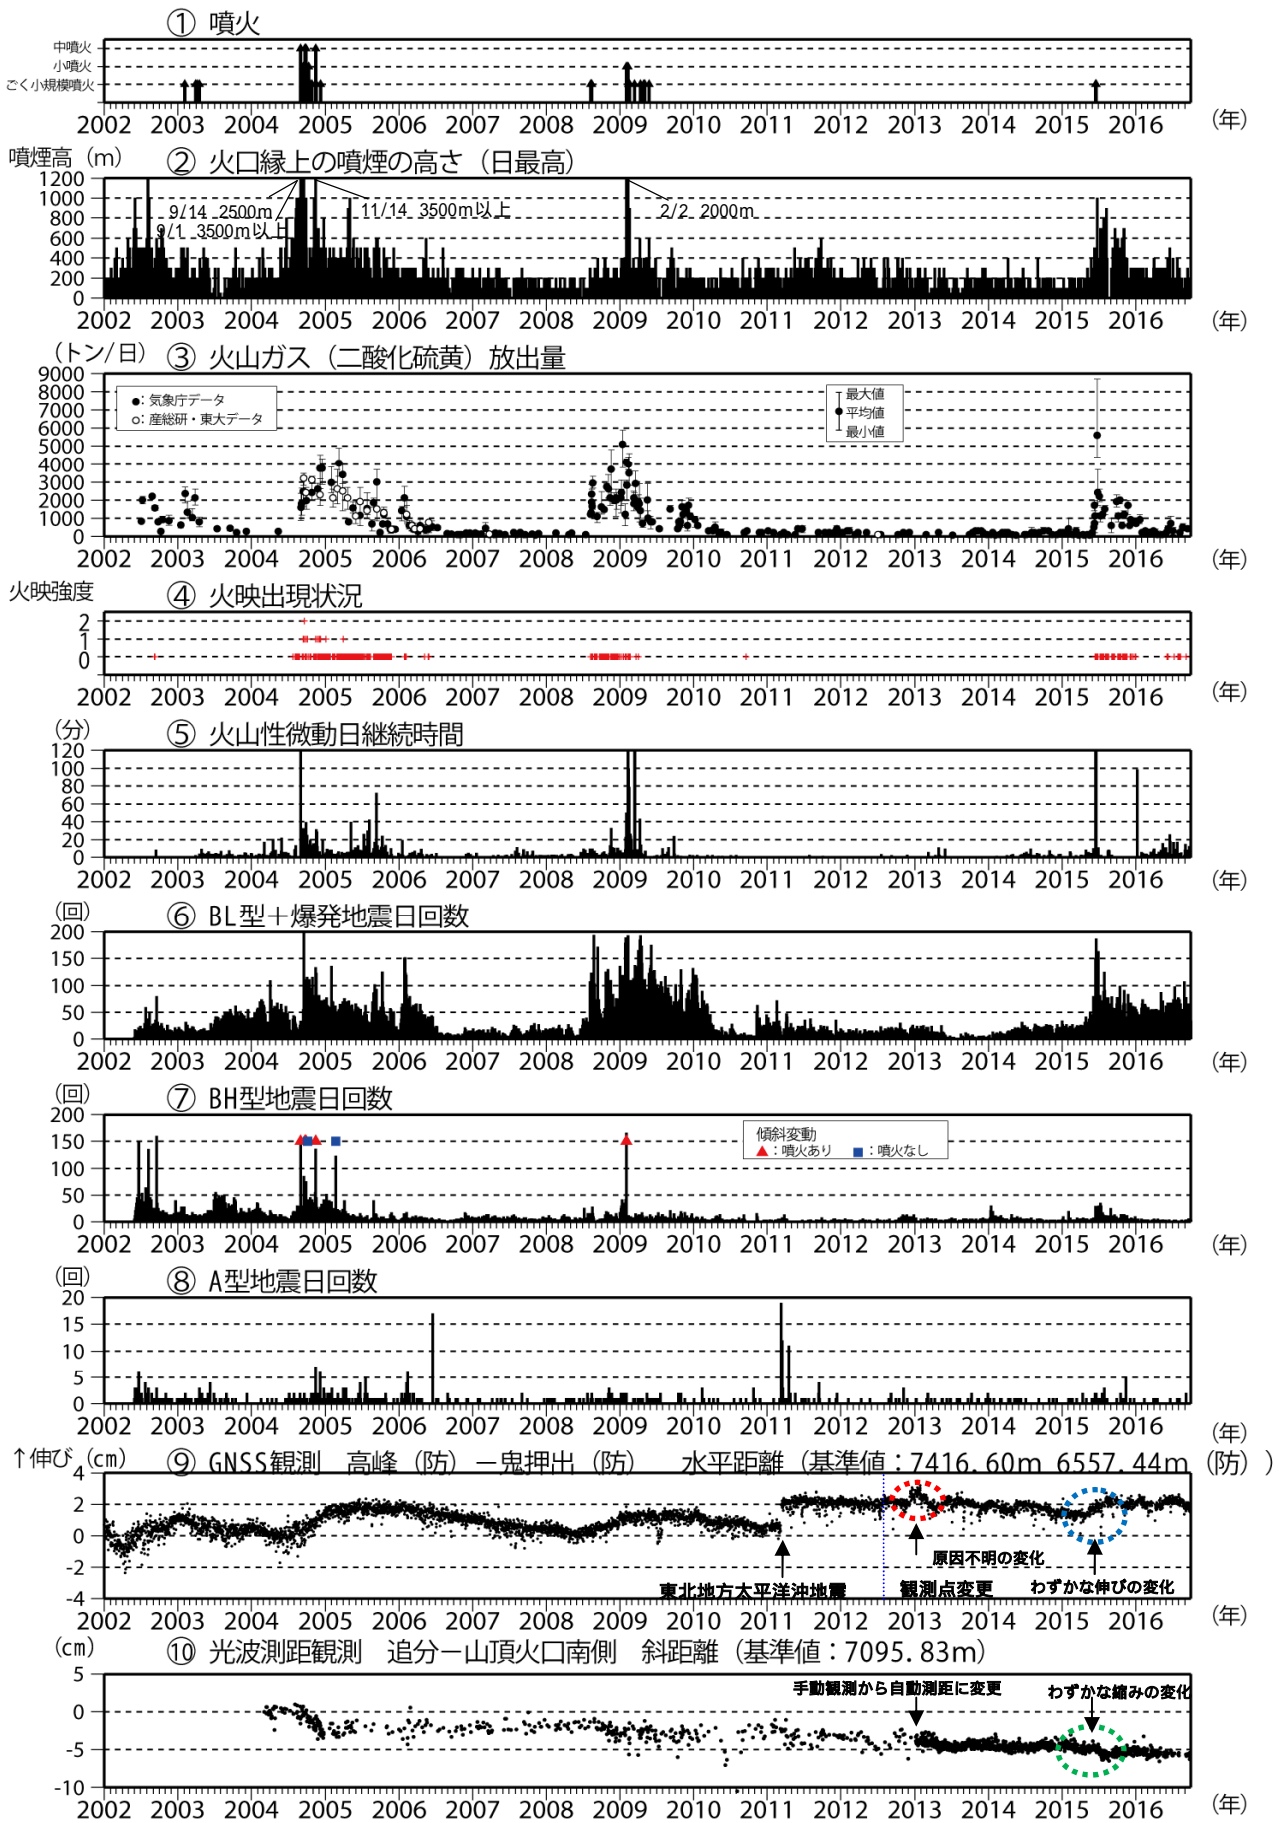 ① 噴火
中噴火
小噴火
ごく小規模噴火
2002 2003 2004 2005 2006 2007 2008 2009 2010 2011 2012 2013 2014 2015 2016 (年)
噴煙高（m） ② 火口縁上の噴煙の高さ（日最高）
1200
1000
800
600
400
200
0
9/14 2500m
9/1 3500m以上
11/14 3500m以上
2/2 2000m
2002 2003 2004 2005 2006 2007 2008 2009 2010 2011 2012 2013 2014 2015 2016 (年)
（トン/日） ③ 火山ガス（二酸化硫黄）放出量
9000
8000
7000
6000
5000
4000
3000
2000
1000
0
●：気象庁データ
○：産総研・東大データ
最大値
平均値
最小値
2002 2003 2004 2005 2006 2007 2008 2009 2010 2011 2012 2013 2014 2015 2016 (年)
火映強度 ④ 火映出現状況
2
1
0
2002 2003 2004 2005 2006 2007 2008 2009 2010 2011 2012 2013 2014 2015 2016 (年)
（分） ⑤ 火山性微動日継続時間
120
100
80
60
40
20
0
2002 2003 2004 2005 2006 2007 2008 2009 2010 2011 2012 2013 2014 2015 2016 (年)
（回） ⑥ BL型＋爆発地震日回数
200
150
100
50
0
2002 2003 2004 2005 2006 2007 2008 2009 2010 2011 2012 2013 2014 2015 2016 (年)
（回） ⑦ BH型地震日回数
200
150
100
50
0
傾斜変動
▲：噴火あり ■：噴火なし
2002 2003 2004 2005 2006 2007 2008 2009 2010 2011 2012 2013 2014 2015 2016 (年)
（回） ⑧ A型地震日回数
20
15
10
5
0
2002 2003 2004 2005 2006 2007 2008 2009 2010 2011 2012 2013 2014 2015 2016 (年)
↑伸び（cm） ⑨ GNSS観測 高峰（防）－鬼押出（防） 水平距離（基準値：7416.60m 6557.44m（防））
4
2
0
-2
-4
東北地方太平洋沖地震
観測点変更
原因不明の変化
わずかな伸びの変化
2002 2003 2004 2005 2006 2007 2008 2009 2010 2011 2012 2013 2014 2015 2016 (年)
（cm） ⑩ 光波測距観測 追分－山頂火口南側 斜距離（基準値：7095.83m）
5
0
-5
-10
手動観測から自動測距に変更
わずかな縮みの変化
2002 2003 2004 2005 2006 2007 2008 2009 2010 2011 2012 2013 2014 2015 2016 (年)